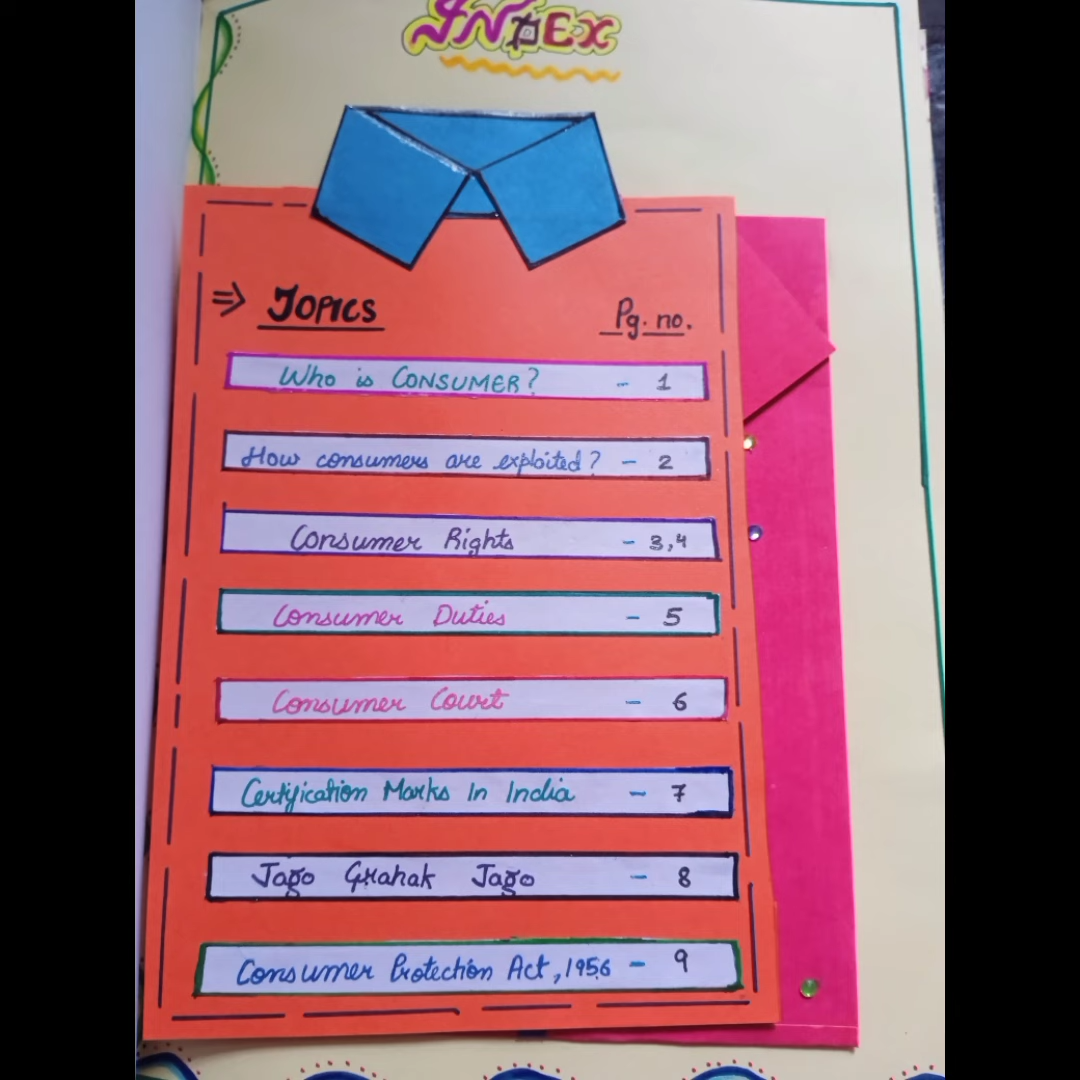 INDEX
⇒ TOPICS Pg. no.
Who is CONSUMER? - 1
How consumers are exploited? - 2
Consumer Rights - 3,4
Consumer Duties - 5
Consumer Court - 6
Certification Marks In India - 7
Jago Grahak Jago - 8
Consumer Protection Act, 1956 - 9